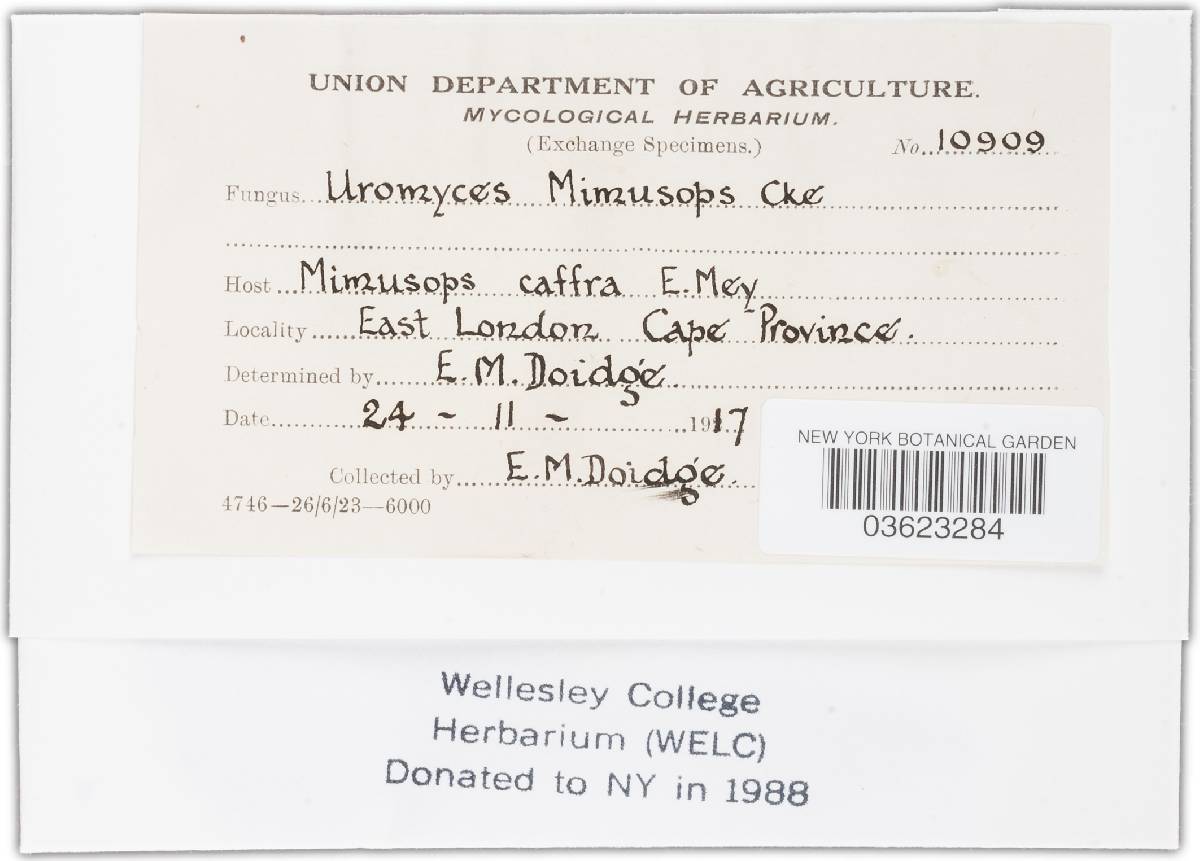 UNION DEPARTMENT OF AGRICULTURE.
MYCOLOGICAL HERBARIUM.
(Exchange Specimens.)
No. 10909
Fungus Uromyces Mimusops Cke
Host Mimusops caffra E. Mey
Locality East London Cape Province.
Determined by E. M. Doidge
Date 24 - 11 - 1917
Collected by E. M. Doidge.
4746—26/6/23—6000
NEW YORK BOTANICAL GARDEN
03623284
Wellesley College
Herbarium (WELC)
Donated to NY in 1988